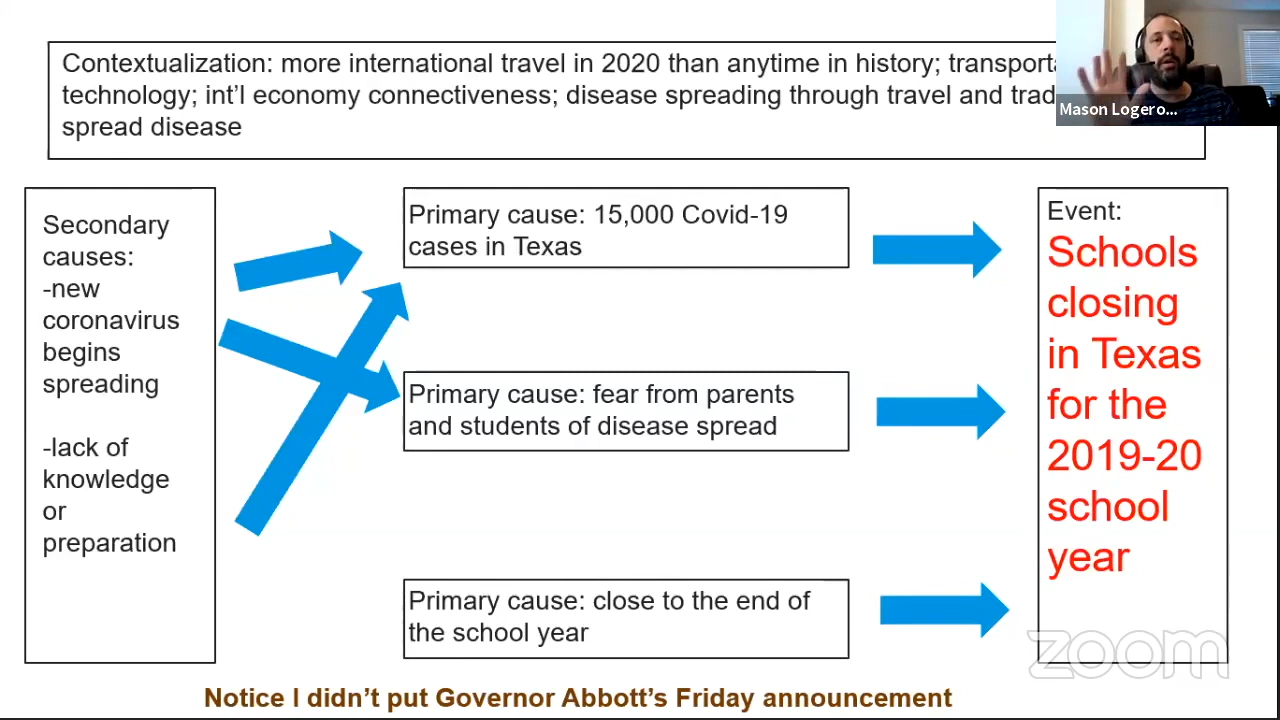 Contextualization: more international travel in 2020 than anytime in history;
technology; int'l economy connectiveness; disease spreading through travel and
spread disease
Mason Logero...
Secondary
causes:
-new
coronavirus
begins
spreading
-lack of
knowledge
or
preparation
Primary cause: 15,000 Covid-19
cases in Texas
Primary cause: fear from parents
and students of disease spread
Primary cause: close to the end of
the school year
Event:
Schools
closing
in Texas
for the
2019-20
school
year
zoom
Notice I didn't put Governor Abbott's Friday announcement